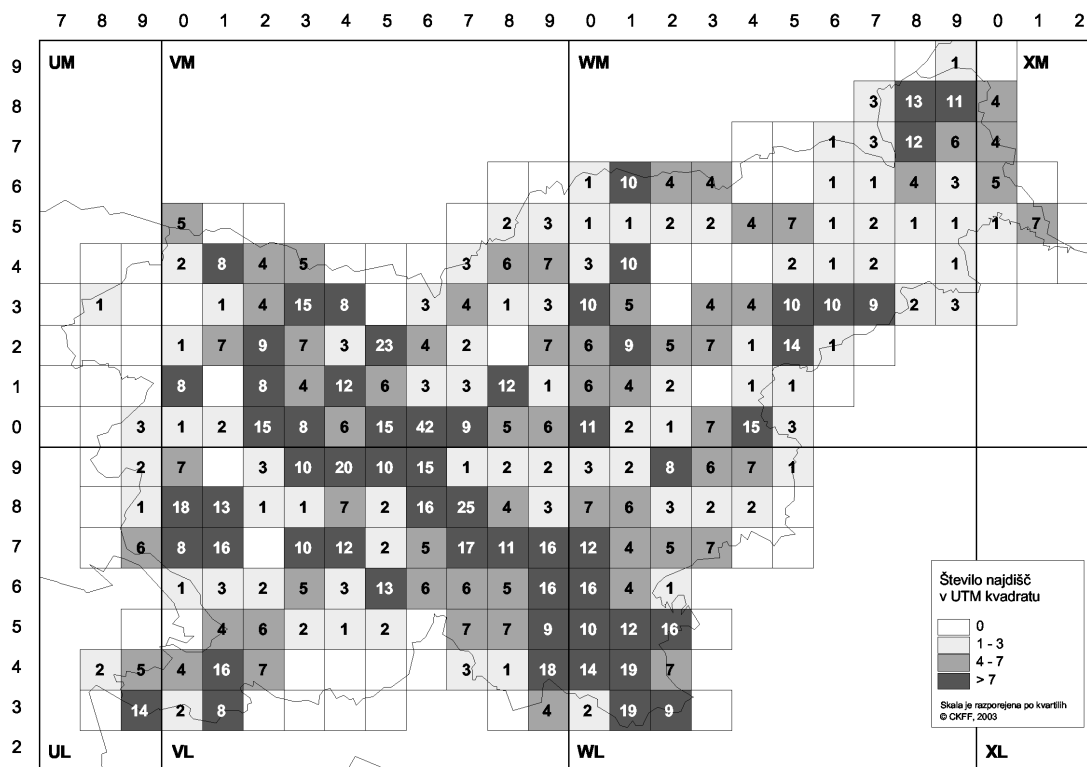 7 8 9 0 1 2 3 4 5 6 7 8 9 0 1 2 3 4 5 6 7 8 9 0 1 2
UM VM WM XM
9 1
8 3 13 11 4
7 1 3 12 6 4
6 1 10 4 4 1 1 4 3 5
5 5 2 3 1 1 2 2 4 7 1 2 1 1 1 7
4 2 8 4 5 3 6 7 3 10 2 1 2 1
3 1 1 4 15 8 3 4 1 3 10 5 4 4 10 10 9 2 3
2 1 7 9 7 3 23 4 2 7 6 9 5 7 1 14 1
1 8 8 4 12 6 3 3 12 1 6 4 2 1 1
0 3 1 2 15 8 6 15 42 9 5 6 11 2 1 7 15 3
9 2 7 3 10 20 10 15 1 2 2 3 2 8 6 7 1
8 1 18 13 1 1 7 2 16 25 4 3 7 6 3 2 2
7 6 8 16 10 12 2 5 17 11 16 12 4 5 7
6 1 3 2 5 3 13 6 6 5 16 16 4 1
5 4 6 2 1 2 7 7 9 10 12 16
4 2 5 4 16 7 3 1 18 14 19 7
3 14 2 8 4 2 19 9
2 UL VL WL XL
Število najdišč
v UTM kvadratu
0
1 - 3
4 - 7
> 7
Skala je razporejena po kvartilih
© CKFF, 2003